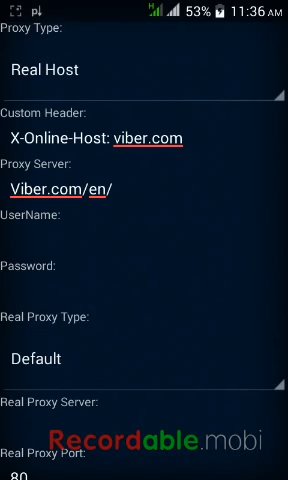 53% 11:36 AM
Proxy Type:
Real Host
Custom Header:
X-Online-Host: viber.com
Proxy Server:
Viber.com/en/
UserName:
Password:
Real Proxy Type:
Default
Real Proxy Server:
Recordable.mobi
Real Proxy Port:
80